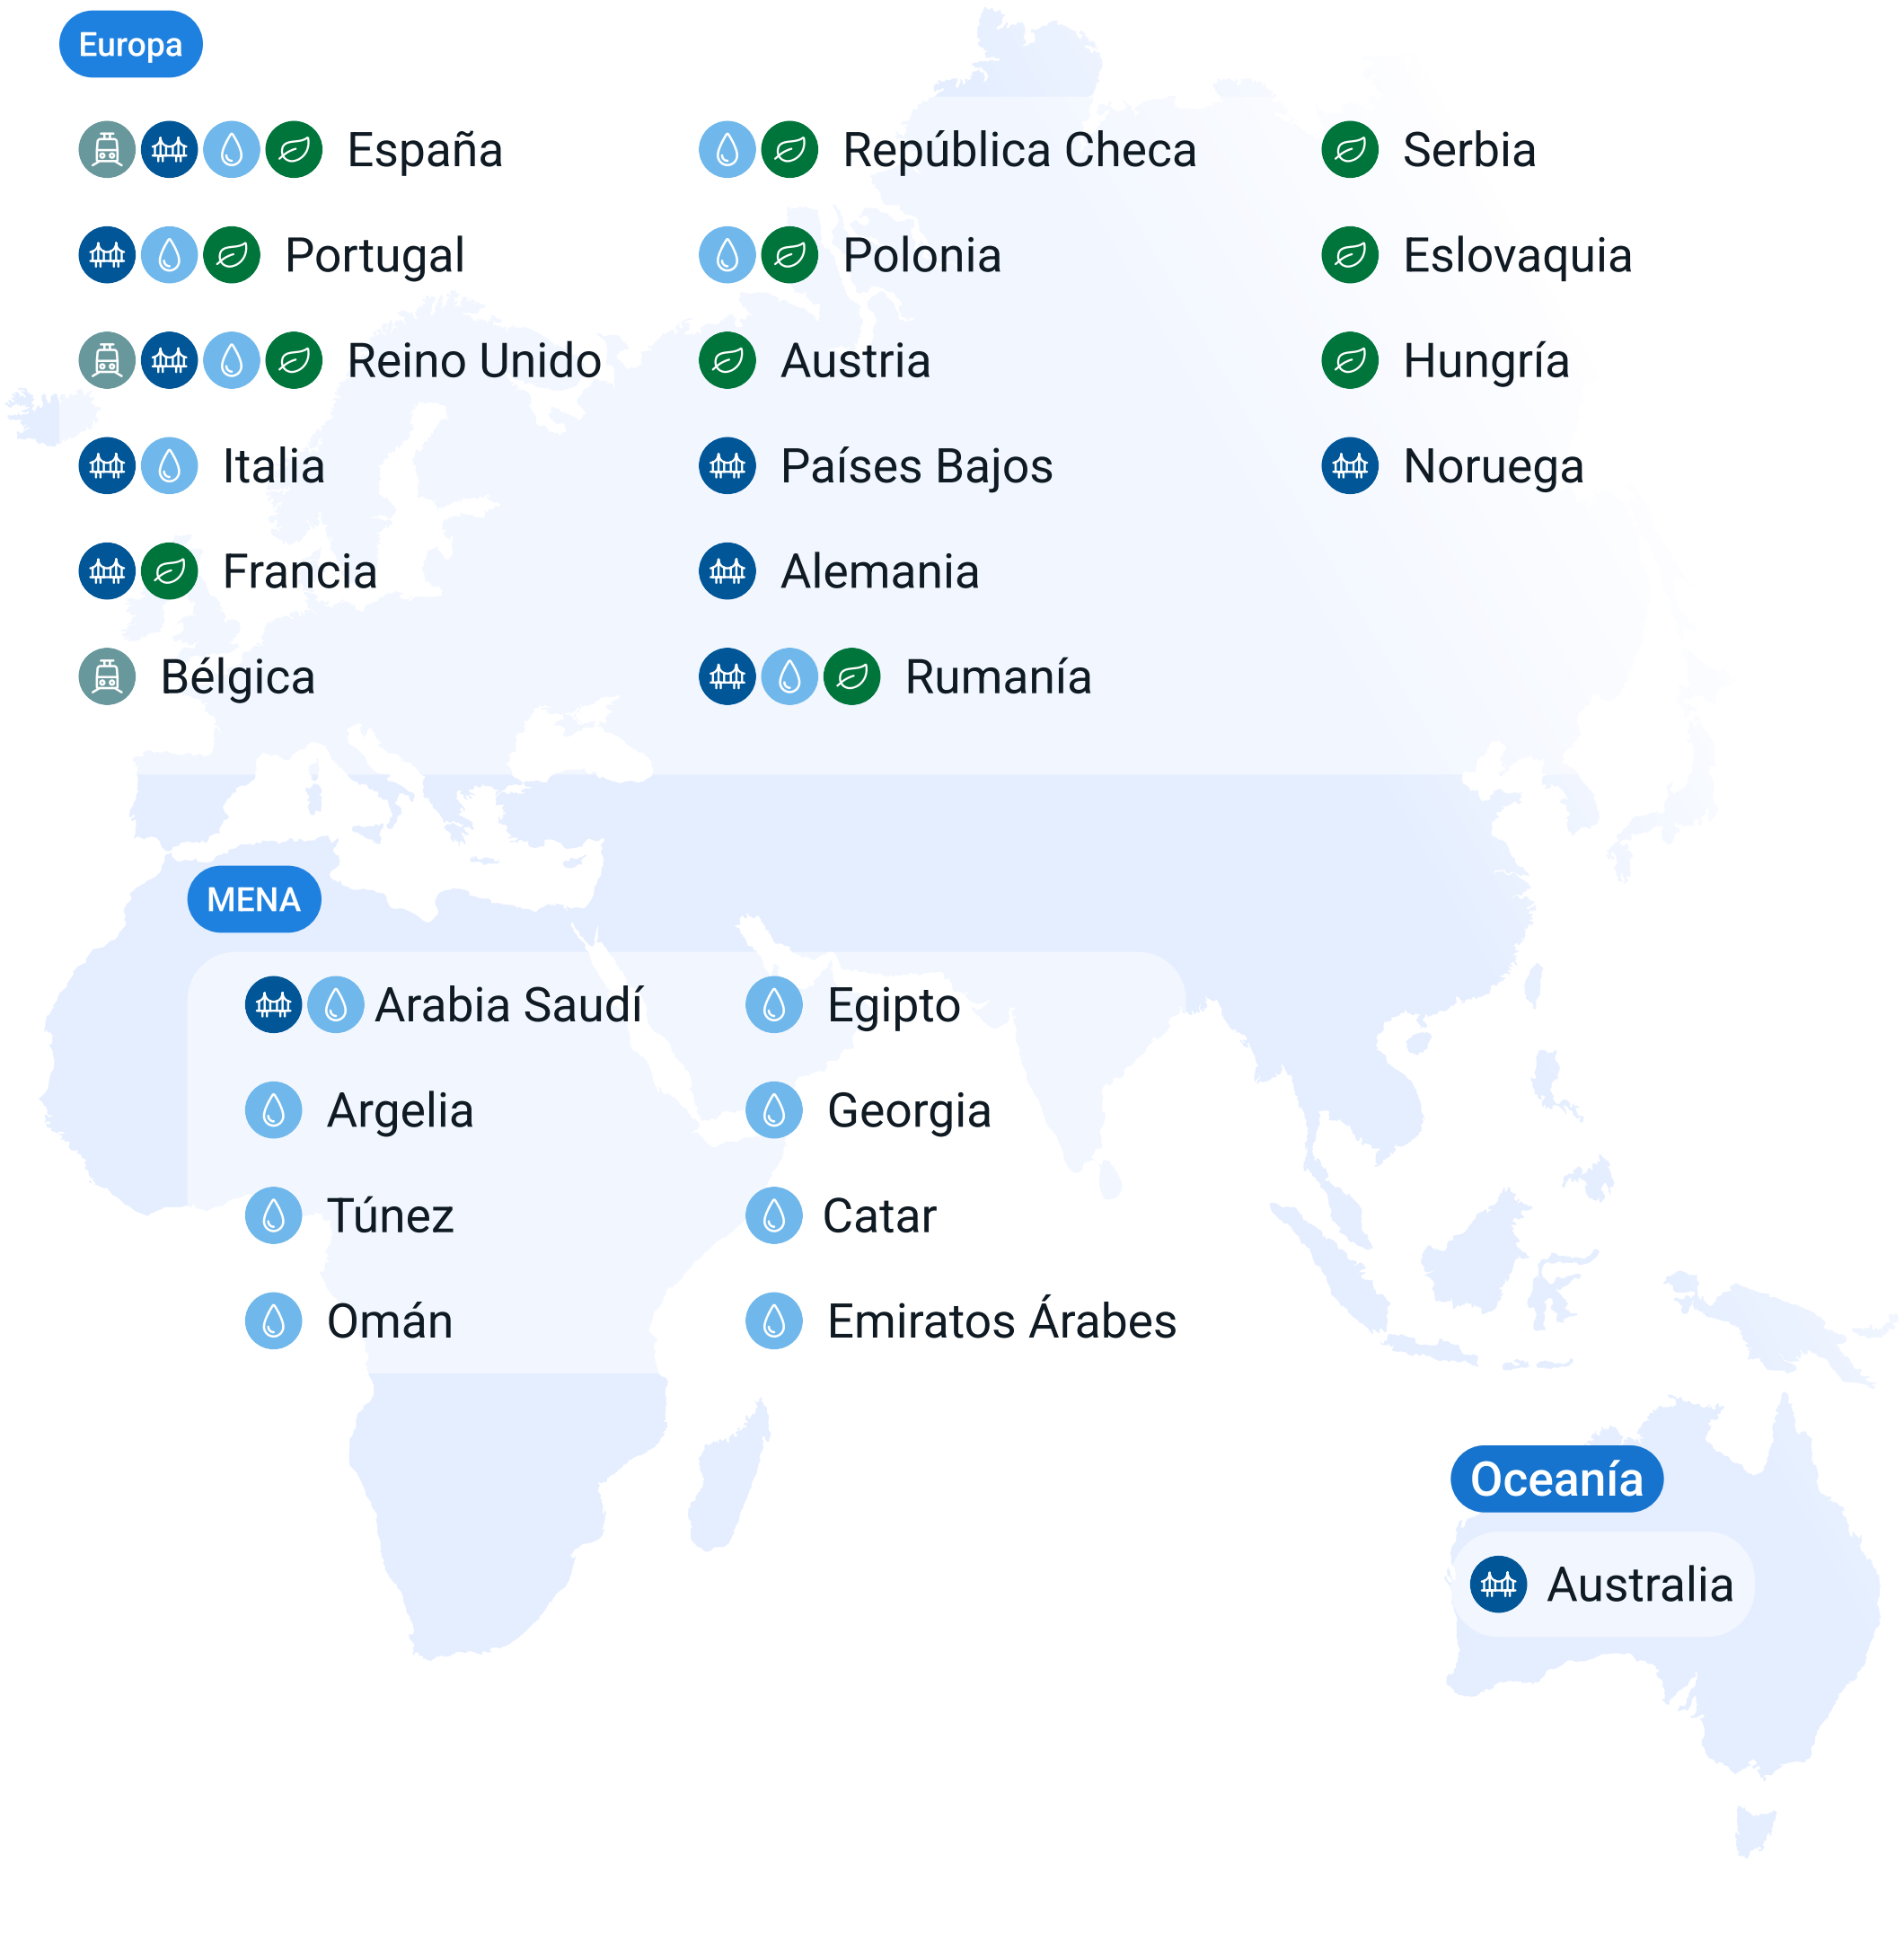 Europa
España
Portugal
Reino Unido
Italia
Francia
Bélgica
República Checa
Polonia
Austria
Países Bajos
Alemania
Rumanía
Serbia
Eslovaquia
Hungría
Noruega
MENA
Arabia Saudí
Argelia
Túnez
Omán
Egipto
Georgia
Catar
Emiratos Árabes
Oceanía
Australia